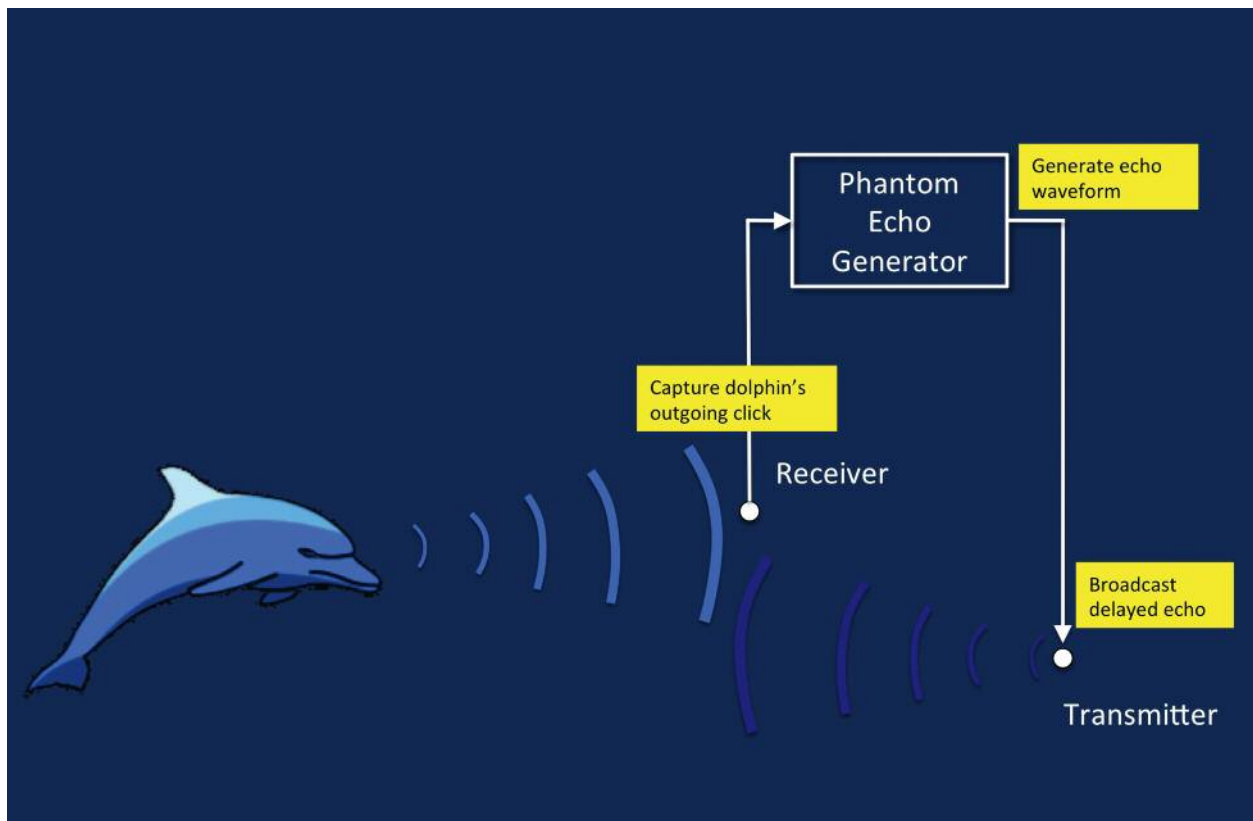 Phantom
Echo
Generator
Generate echo
waveform
Capture dolphin’s
outgoing click
Receiver
Broadcast
delayed echo
Transmitter